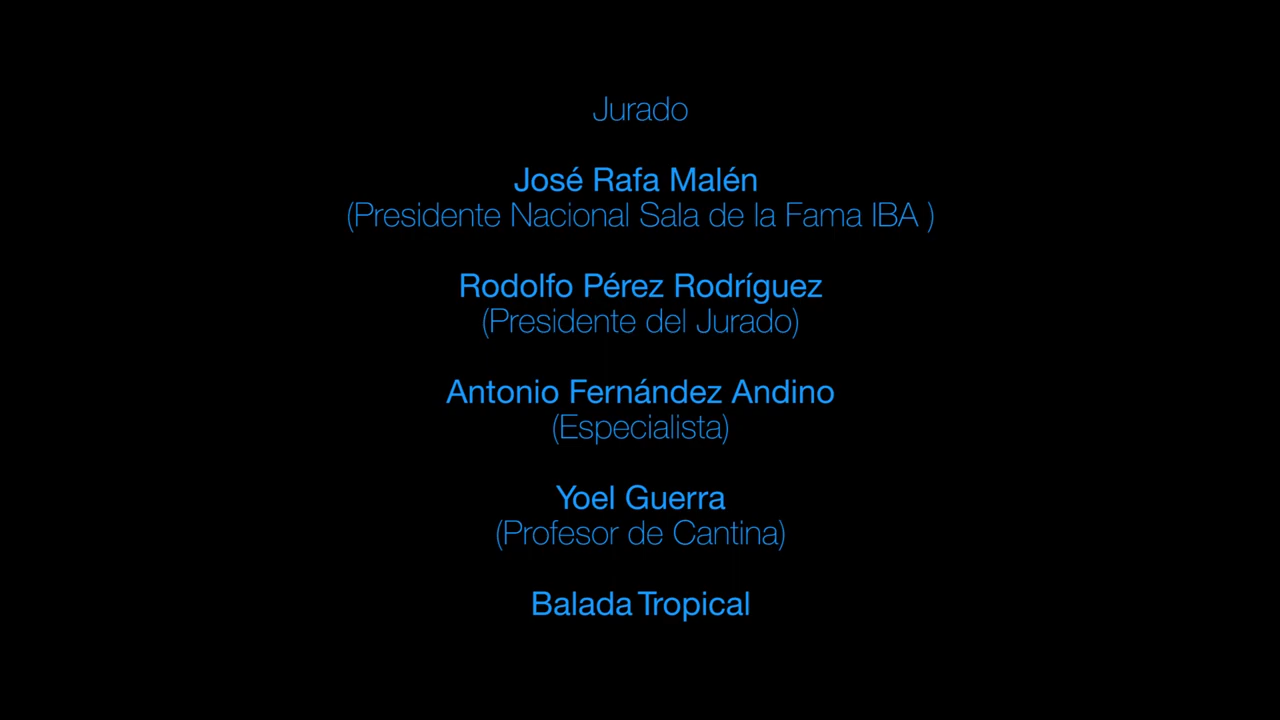 Jurado
José Rafa Malén
(Presidente Nacional Sala de la Fama IBA )
Rodolfo Pérez Rodríguez
(Presidente del Jurado)
Antonio Fernández Andino
(Especialista)
Yoel Guerra
(Profesor de Cantina)
Balada Tropical